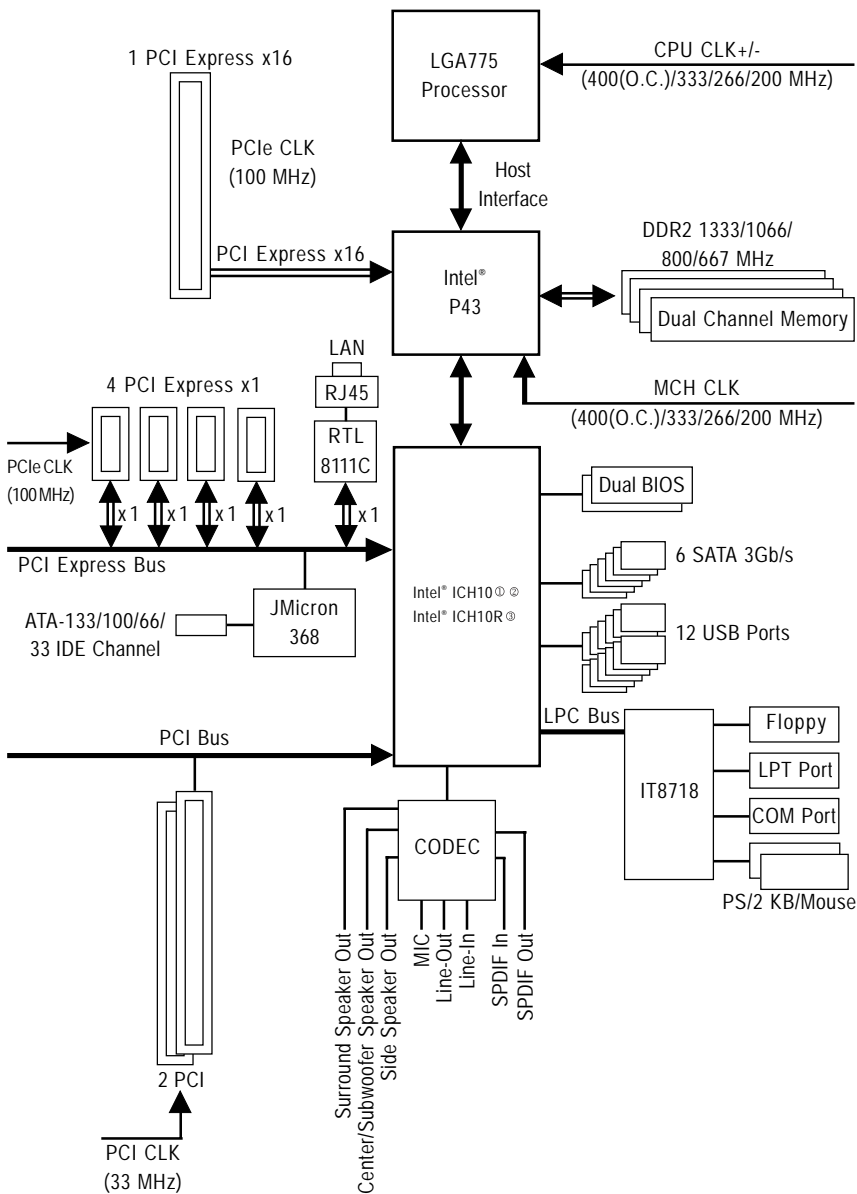 1 PCI Express x16
LGA775
Processor
CPU CLK+/-
(400(O.C.)/333/266/200 MHz)
PCIe CLK
(100 MHz)
Host
Interface
PCI Express x16
Intel®
P43
DDR2 1333/1066/
800/667 MHz
Dual Channel Memory
LAN
RJ45
4 PCI Express x1
MCH CLK
(400(O.C.)/333/266/200 MHz)
RTL
8111C
PCIe CLK
(100 MHz)
x1
x1
x1
x1
x1
Dual BIOS
PCI Express Bus
6 SATA 3Gb/s
Intel® ICH10 ① ②
Intel® ICH10R ③
ATA-133/100/66/
33 IDE Channel
JMicron
368
12 USB Ports
LPC Bus
PCI Bus
IT8718
Floppy
LPT Port
COM Port
PS/2 KB/Mouse
CODEC
Surround Speaker Out
Center/Subwoofer Speaker Out
Side Speaker Out
MIC
Line-Out
Line-In
SPDIF In
SPDIF Out
2 PCI
PCI CLK
(33 MHz)